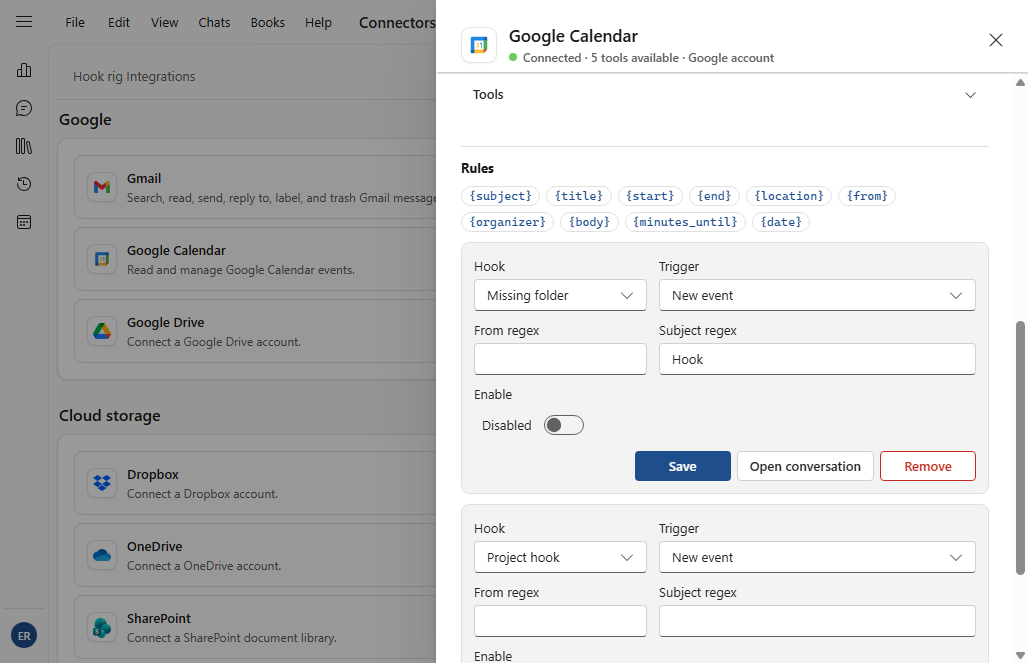 File Edit View Chats Books Help Connectors
Hook rig Integrations
Google
Gmail
Search, read, send, reply to, label, and trash Gmail message
Google Calendar
Read and manage Google Calendar events.
Google Drive
Connect a Google Drive account.
Cloud storage
Dropbox
Connect a Dropbox account.
OneDrive
Connect a OneDrive account.
SharePoint
Connect a SharePoint document library.
ER
Google Calendar
Connected · 5 tools available · Google account
Tools
Rules
{subject} {title} {start} {end} {location} {from}
{organizer} {body} {minutes_until} {date}
Hook Trigger
Missing folder New event
From regex Subject regex
Hook
Enable
Disabled
Save Open conversation Remove
Hook Trigger
Project hook New event
From regex Subject regex
Enable